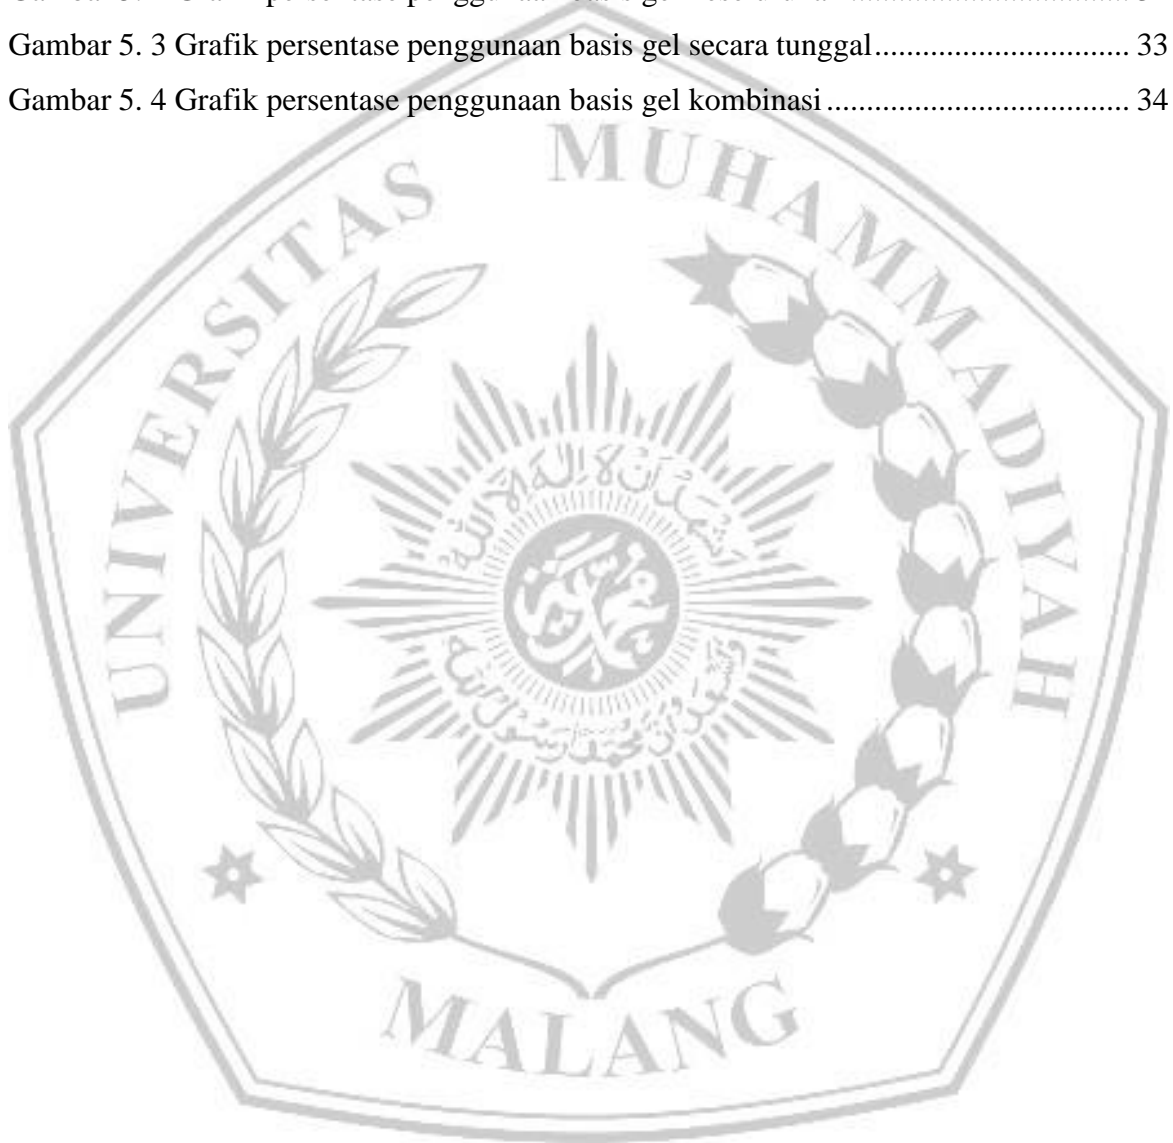 Gambar 5. 3 Grafik persentase penggunaan basis gel secara tunggal............................... 33
Gambar 5. 4 Grafik persentase penggunaan basis gel kombinasi..................................... 34
UNIVERSITAS MUHAMMADIYAH
MALANG